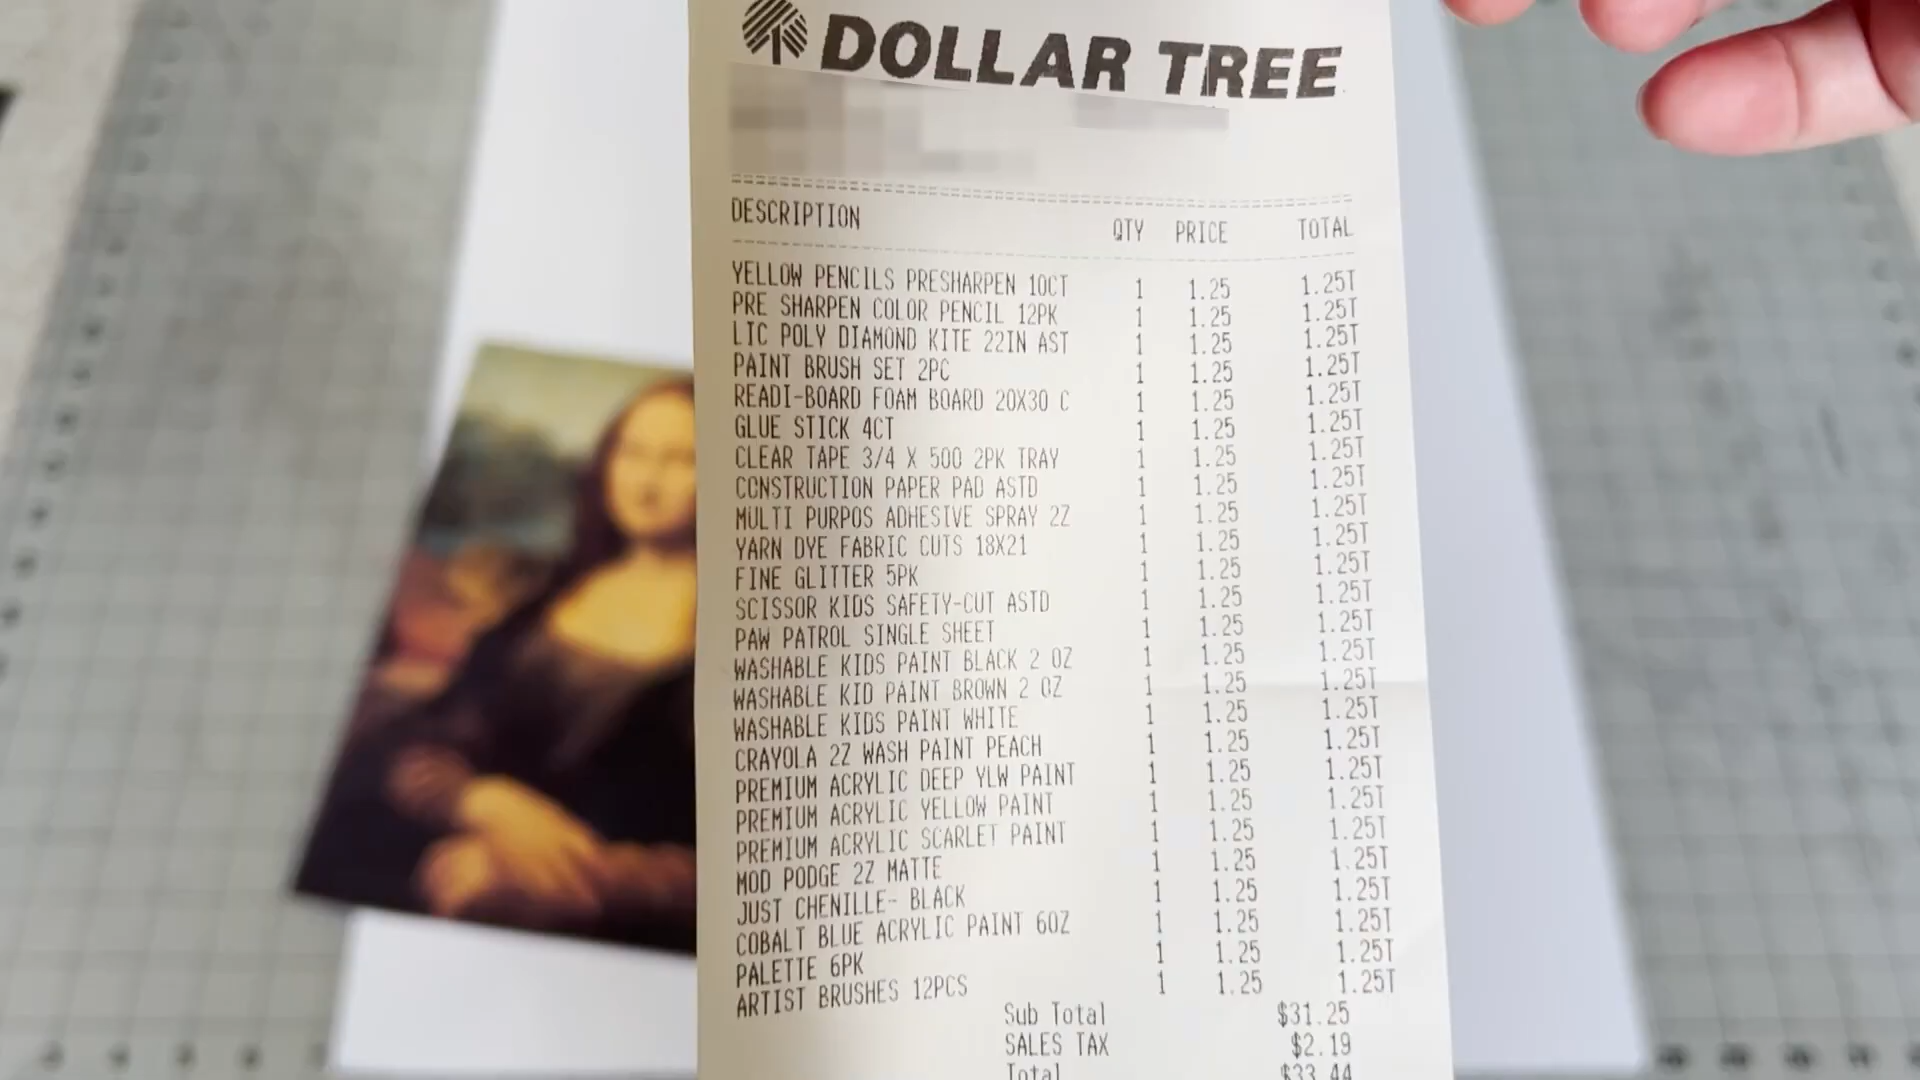 DOLLAR TREE
DESCRIPTION QTY PRICE TOTAL
YELLOW PENCILS PRESHARPEN 10CT 1 1.25 1.25T
PRE SHARPEN COLOR PENCIL 12PK 1 1.25 1.25T
LIC POLY DIAMOND KITE 22IN AST 1 1.25 1.25T
PAINT BRUSH SET 2PC 1 1.25 1.25T
READI-BOARD FOAM BOARD 20X30 C 1 1.25 1.25T
GLUE STICK 4CT 1 1.25 1.25T
CLEAR TAPE 3/4 X 500 2PK TRAY 1 1.25 1.25T
CONSTRUCTION PAPER PAD ASTD 1 1.25 1.25T
MULTI PURPOS ADHESIVE SPRAY 2Z 1 1.25 1.25T
YARN DYE FABRIC CUTS 18X21 1 1.25 1.25T
FINE GLITTER 5PK 1 1.25 1.25T
SCISSOR KIDS SAFETY-CUT ASTD 1 1.25 1.25T
PAW PATROL SINGLE SHEET 1 1.25 1.25T
WASHABLE KIDS PAINT BLACK 2 OZ 1 1.25 1.25T
WASHABLE KID PAINT BROWN 2 OZ 1 1.25 1.25T
WASHABLE KIDS PAINT WHITE 1 1.25 1.25T
CRAYOLA 2Z WASH PAINT PEACH 1 1.25 1.25T
PREMIUM ACRYLIC DEEP YLW PAINT 1 1.25 1.25T
PREMIUM ACRYLIC YELLOW PAINT 1 1.25 1.25T
PREMIUM ACRYLIC SCARLET PAINT 1 1.25 1.25T
MOD PODGE 2Z MATTE 1 1.25 1.25T
JUST CHENILLE- BLACK 1 1.25 1.25T
COBALT BLUE ACRYLIC PAINT 6OZ 1 1.25 1.25T
PALETTE 6PK 1 1.25 1.25T
ARTIST BRUSHES 12PCS 1 1.25 1.25T
Sub Total $31.25
SALES TAX $2.19
Total $33.44